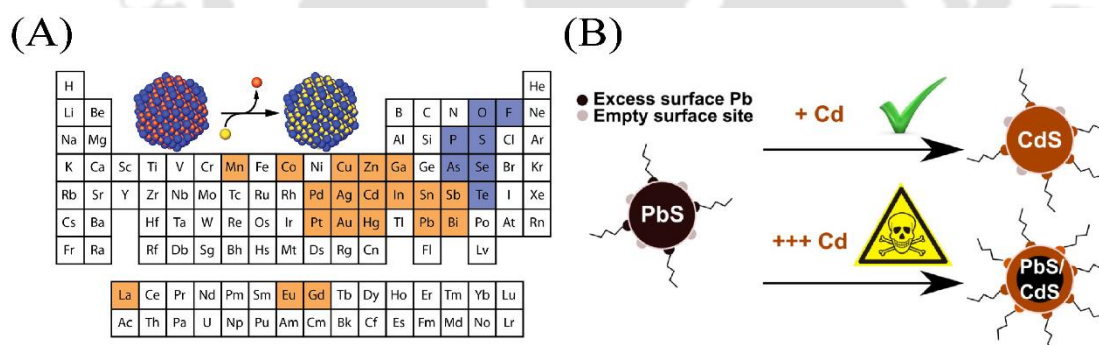 (A)
H He
Li Be B C N O F Ne
Na Mg Al Si P S Cl Ar
K Ca Sc Ti V Cr Mn Fe Co Ni Cu Zn Ga Ge As Se Br Kr
Rb Sr Y Zr Nb Mo Tc Ru Rh Pd Ag Cd In Sn Sb Te I Xe
Cs Ba Hf Ta W Re Os Ir Pt Au Hg Tl Pb Bi Po At Rn
Fr Ra Rf Db Sg Bh Hs Mt Ds Rg Cn Fl Lv
La Ce Pr Nd Pm Sm Eu Gd Tb Dy Ho Er Tm Yb Lu
Ac Th Pa U Np Pu Am Cm Bk Cf Es Fm Md No Lr
(B)
Excess surface Pb
Empty surface site
PbS
+ Cd
CdS
+++ Cd
PbS/
CdS